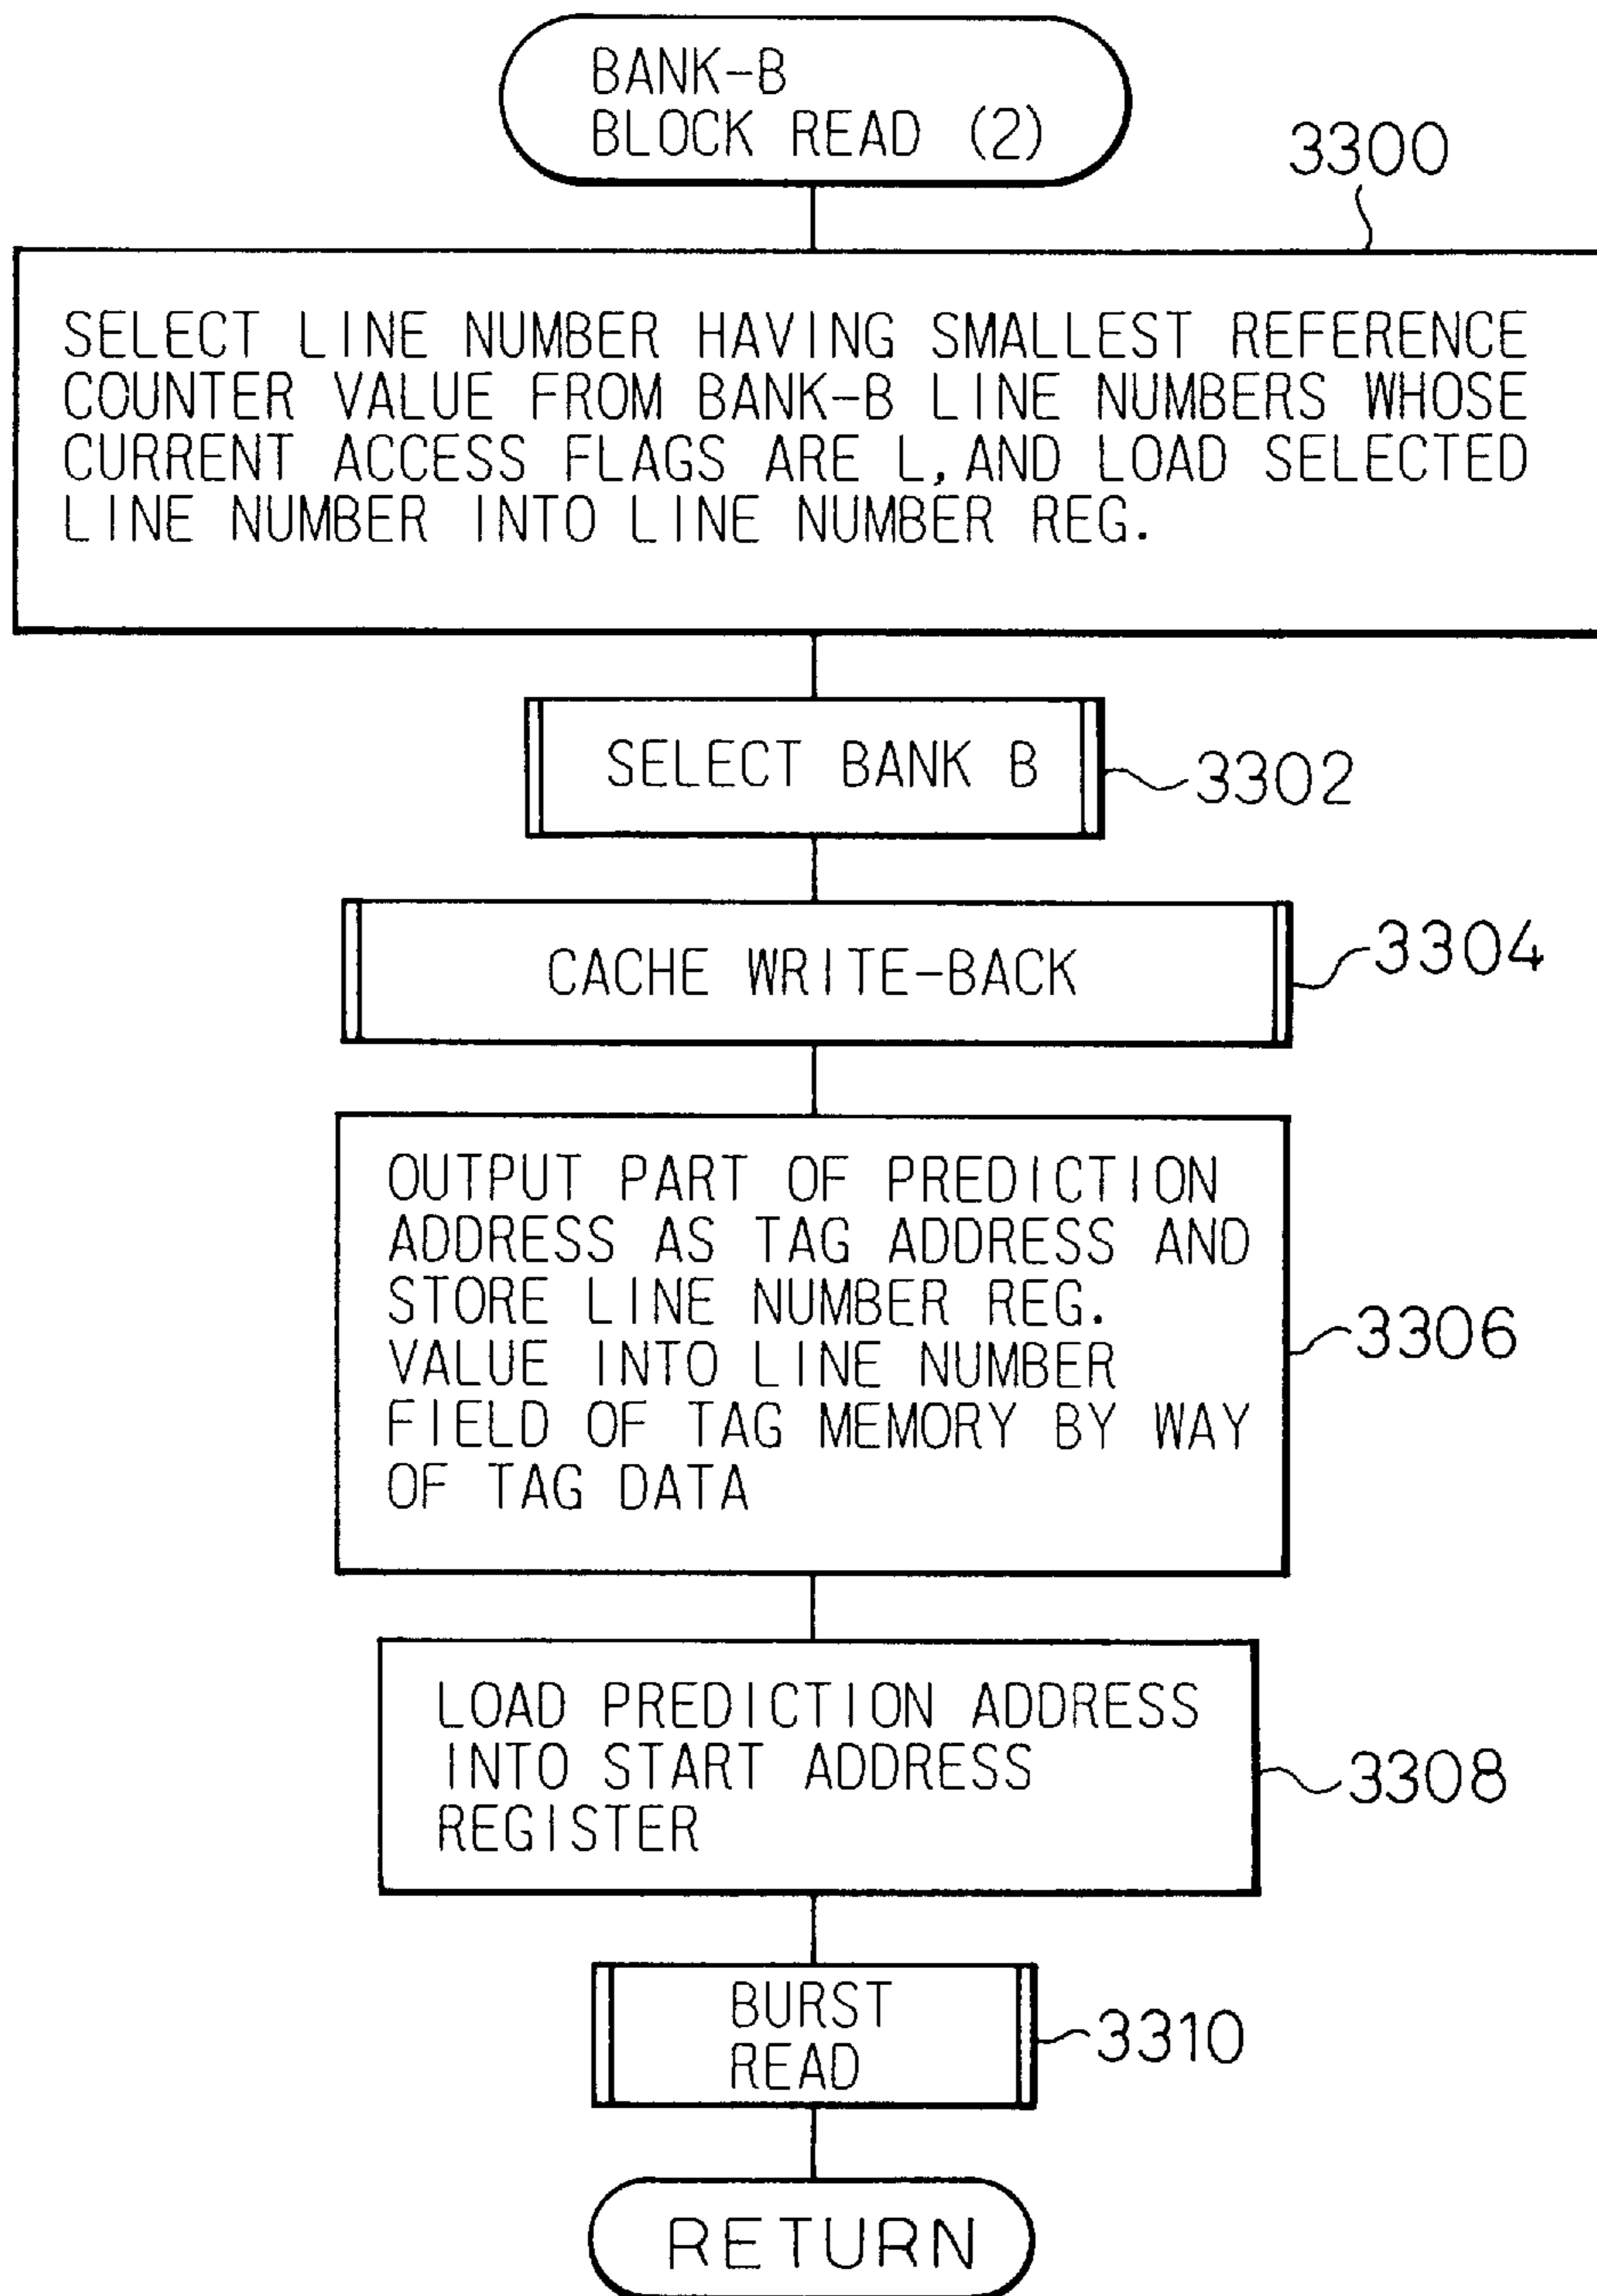 BANK-B
BLOCK READ (2)
3300
SELECT LINE NUMBER HAVING SMALLEST REFERENCE
COUNTER VALUE FROM BANK-B LINE NUMBERS WHOSE
CURRENT ACCESS FLAGS ARE L, AND LOAD SELECTED
LINE NUMBER INTO LINE NUMBER REG.
SELECT BANK B
3302
CACHE WRITE-BACK
3304
OUTPUT PART OF PREDICTION
ADDRESS AS TAG ADDRESS AND
STORE LINE NUMBER REG.
VALUE INTO LINE NUMBER
FIELD OF TAG MEMORY BY WAY
OF TAG DATA
3306
LOAD PREDICTION ADDRESS
INTO START ADDRESS
REGISTER
3308
BURST
READ
3310
RETURN